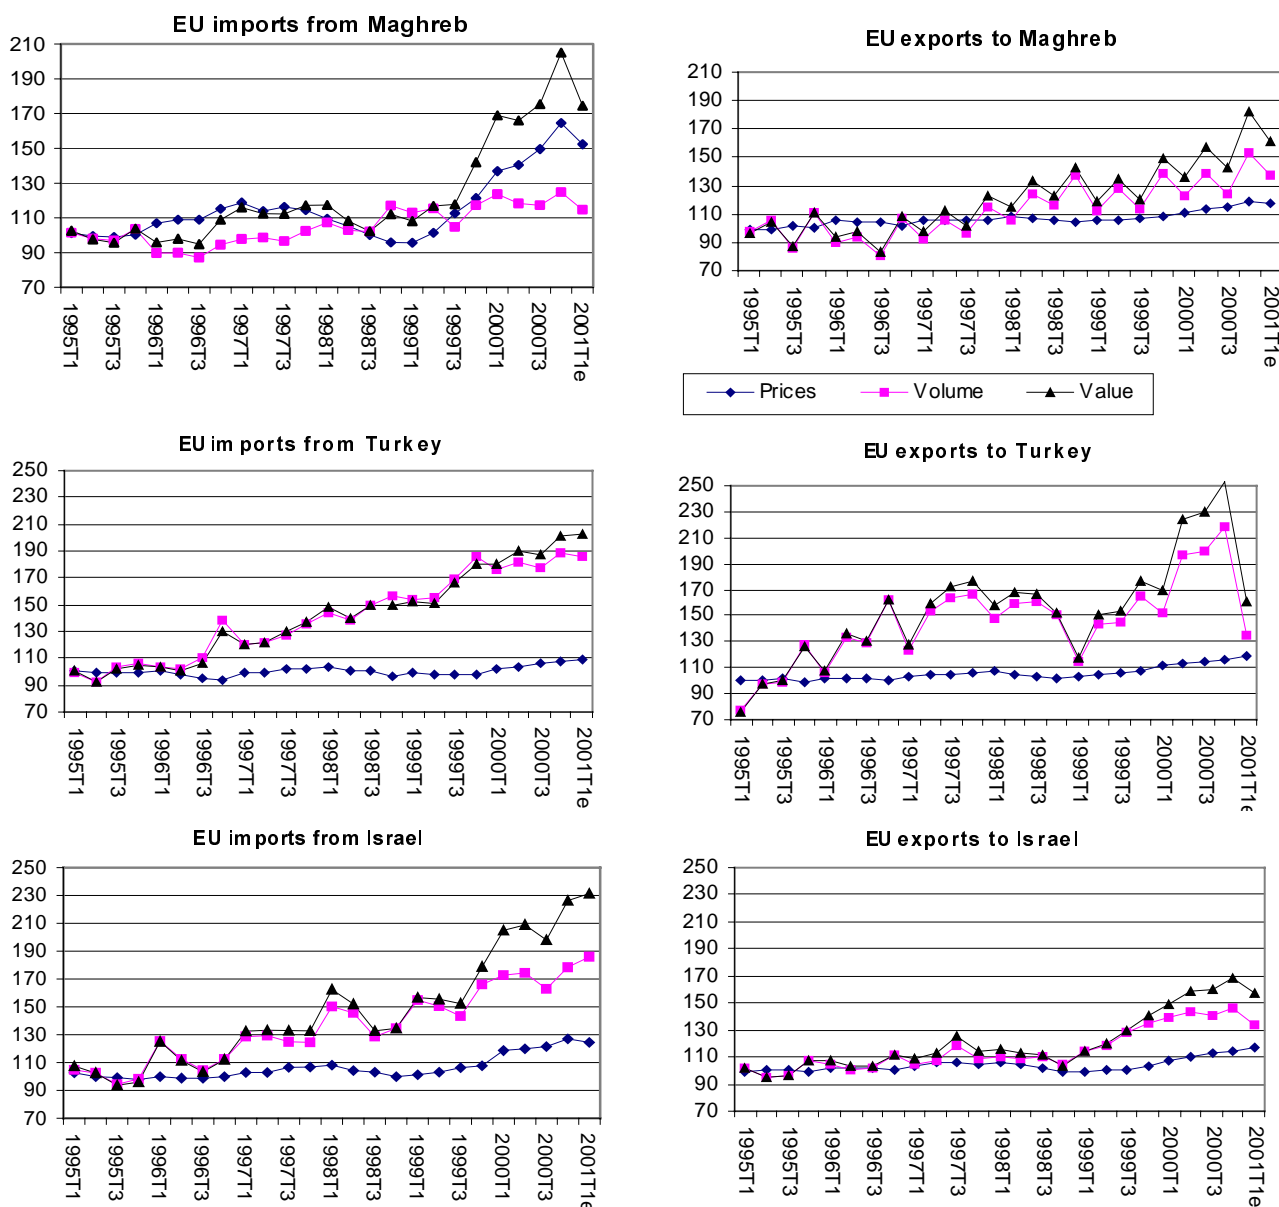 EU imports from Maghreb
210
190
170
150
130
110
90
70
1995T1
1995T3
1996T1
1996T3
1997T1
1997T3
1998T1
1998T3
1999T1
1999T3
2000T1
2000T3
2001T1e
EU exports to Maghreb
210
190
170
150
130
110
90
70
1995T1
1995T3
1996T1
1996T3
1997T1
1997T3
1998T1
1998T3
1999T1
1999T3
2000T1
2000T3
2001T1e
Prices Volume Value
EU imports from Turkey
250
230
210
190
170
150
130
110
90
70
1995T1
1995T3
1996T1
1996T3
1997T1
1997T3
1998T1
1998T3
1999T1
1999T3
2000T1
2000T3
2001T1e
EU exports to Turkey
250
230
210
190
170
150
130
110
90
70
1995T1
1995T3
1996T1
1996T3
1997T1
1997T3
1998T1
1998T3
1999T1
1999T3
2000T1
2000T3
2001T1e
EU imports from Israel
250
230
210
190
170
150
130
110
90
70
1995T1
1995T3
1996T1
1996T3
1997T1
1997T3
1998T1
1998T3
1999T1
1999T3
2000T1
2000T3
2001T1e
EU exports to Israel
250
230
210
190
170
150
130
110
90
70
1995T1
1995T3
1996T1
1996T3
1997T1
1997T3
1998T1
1998T3
1999T1
1999T3
2000T1
2000T3
2001T1e